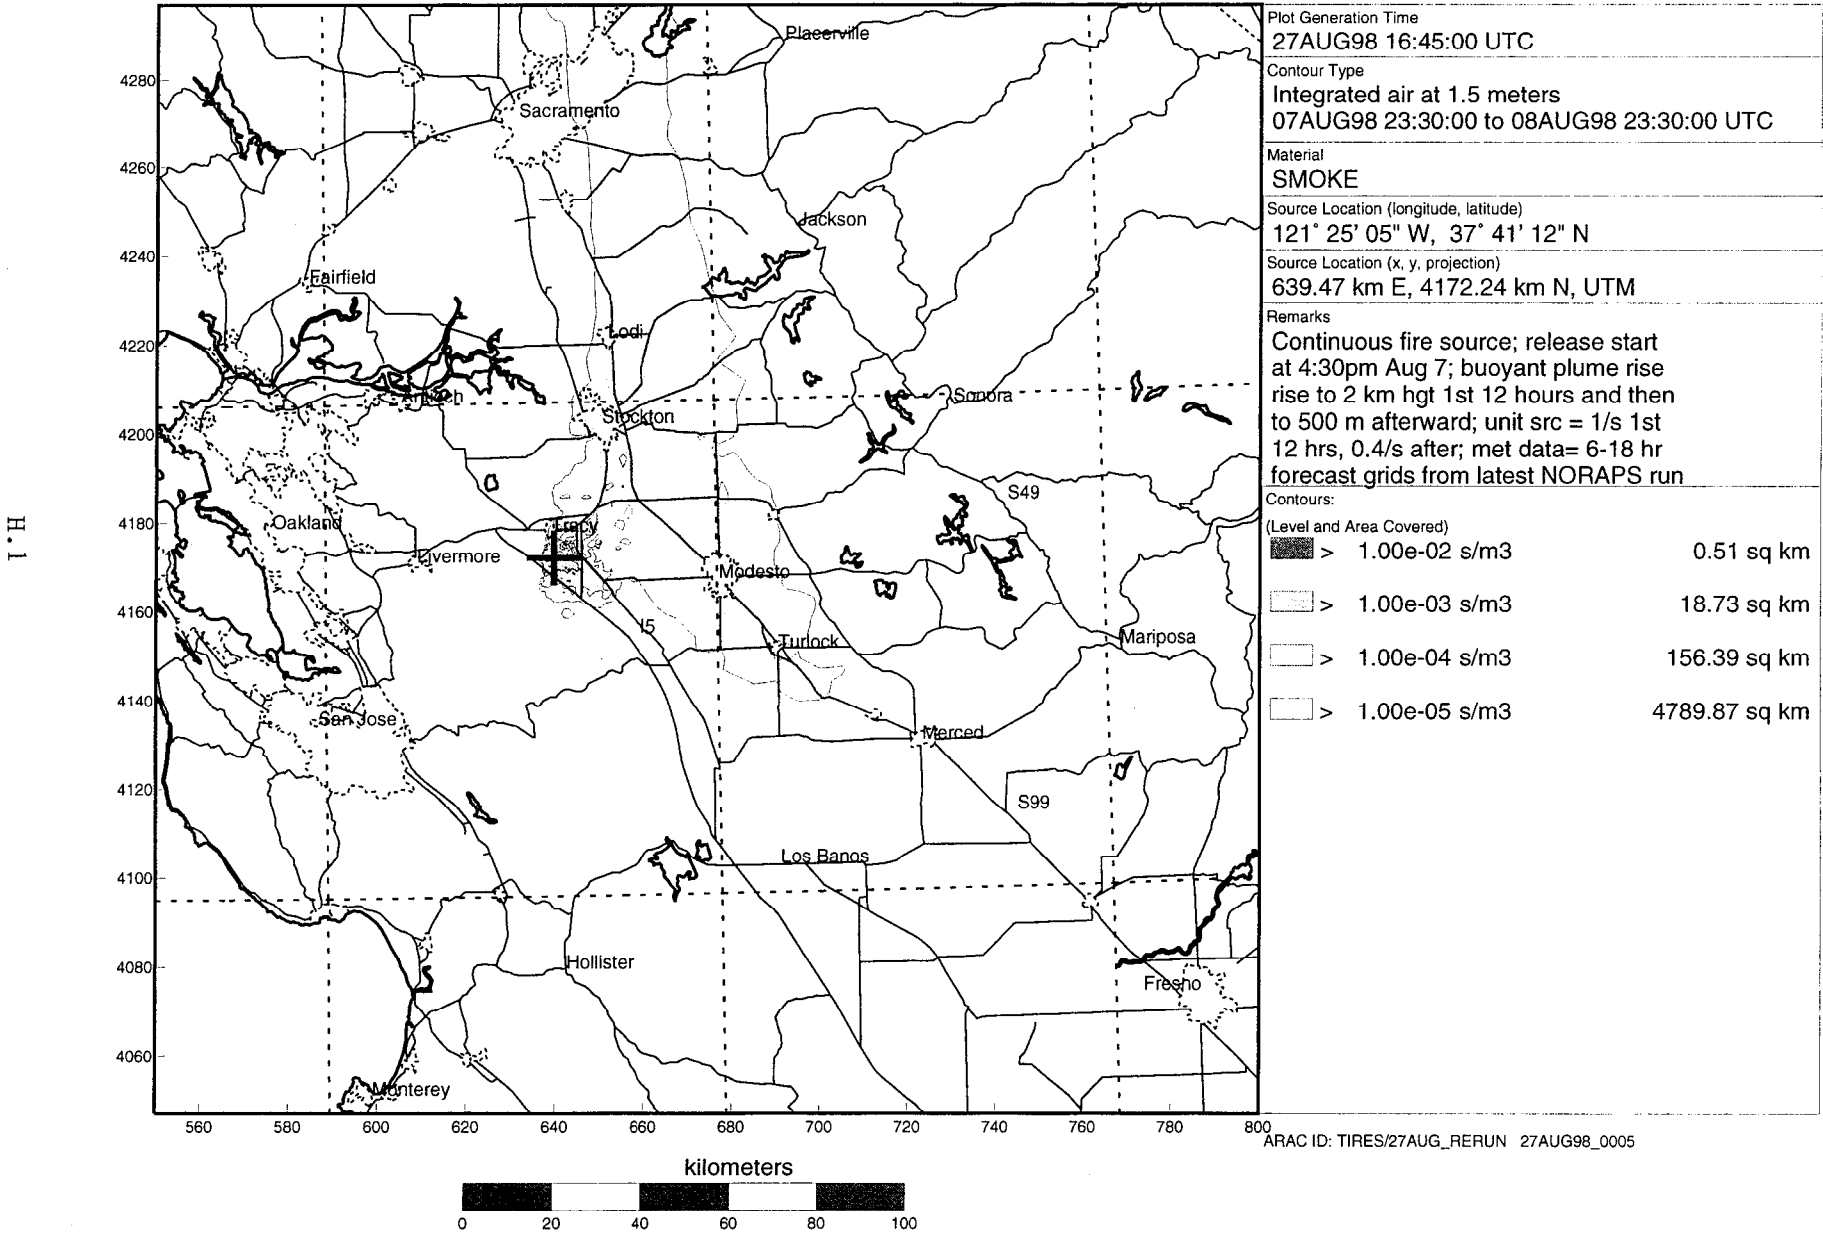 Plot Generation Time
27AUG98 16:45:00 UTC
Contour Type
Integrated air at 1.5 meters
07AUG98 23:30:00 to 08AUG98 23:30:00 UTC
Material
SMOKE
Source Location (longitude, latitude)
121° 25' 05" W, 37° 41' 12" N
Source Location (x, y, projection)
639.47 km E, 4172.24 km N, UTM
Remarks
Continuous fire source; release start
at 4:30pm Aug 7; buoyant plume rise
rise to 2 km hgt 1st 12 hours and then
to 500 m afterward; unit src = 1/s 1st
12 hrs, 0.4/s after; met data= 6-18 hr
forecast grids from latest NORAPS run
Contours:
(Level and Area Covered)
> 1.00e-02 s/m3 0.51 sq km
> 1.00e-03 s/m3 18.73 sq km
> 1.00e-04 s/m3 156.39 sq km
> 1.00e-05 s/m3 4789.87 sq km
ARAC ID: TIRES/27AUG_RERUN 27AUG98_0005
Placerville
4280
Sacramento
4260
Jackson
4240
Fairfield
4220
Lodi
Antioch
Sonora
Stockton
4200
S49
4180
Oakland
Tracy
Livermore
Modesto
4160
I5
Turlock
Mariposa
4140
San Jose
Merced
4120
S99
Los Banos
4100
4080
Hollister
Fresno
4060
Monterey
560 580 600 620 640 660 680 700 720 740 760 780 800
kilometers
0 20 40 60 80 100
H.1